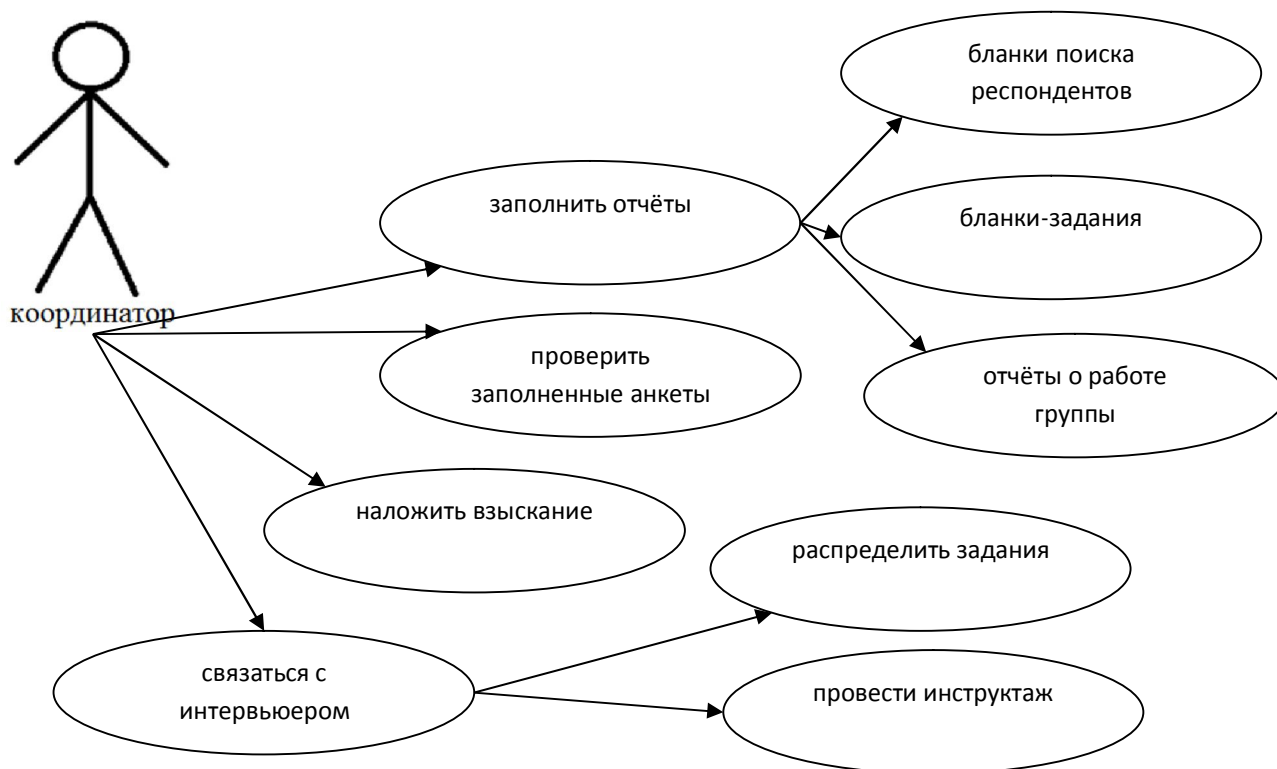 бланки поиска
респондентов
заполнить отчёты
бланки-задания
координатор
проверить
заполненные анкеты
отчёты о работе
группы
наложить взыскание
распределить задания
связаться с
интервьюером
провести инструктаж